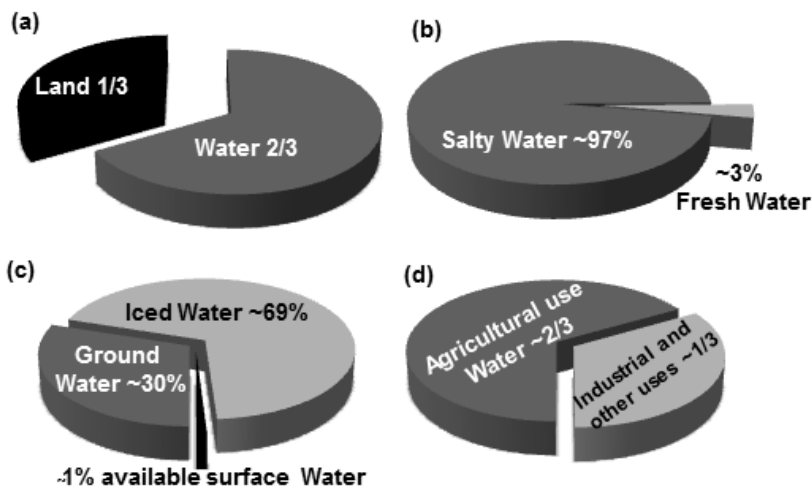 (a)
Land 1/3
Water 2/3
(b)
Salty Water ~97%
~3%
Fresh Water
(c)
Iced Water ~69%
Ground
Water ~30%
~1% available surface Water
(d)
Agricultural use
Water ~2/3
Industrial and
other uses ~1/3